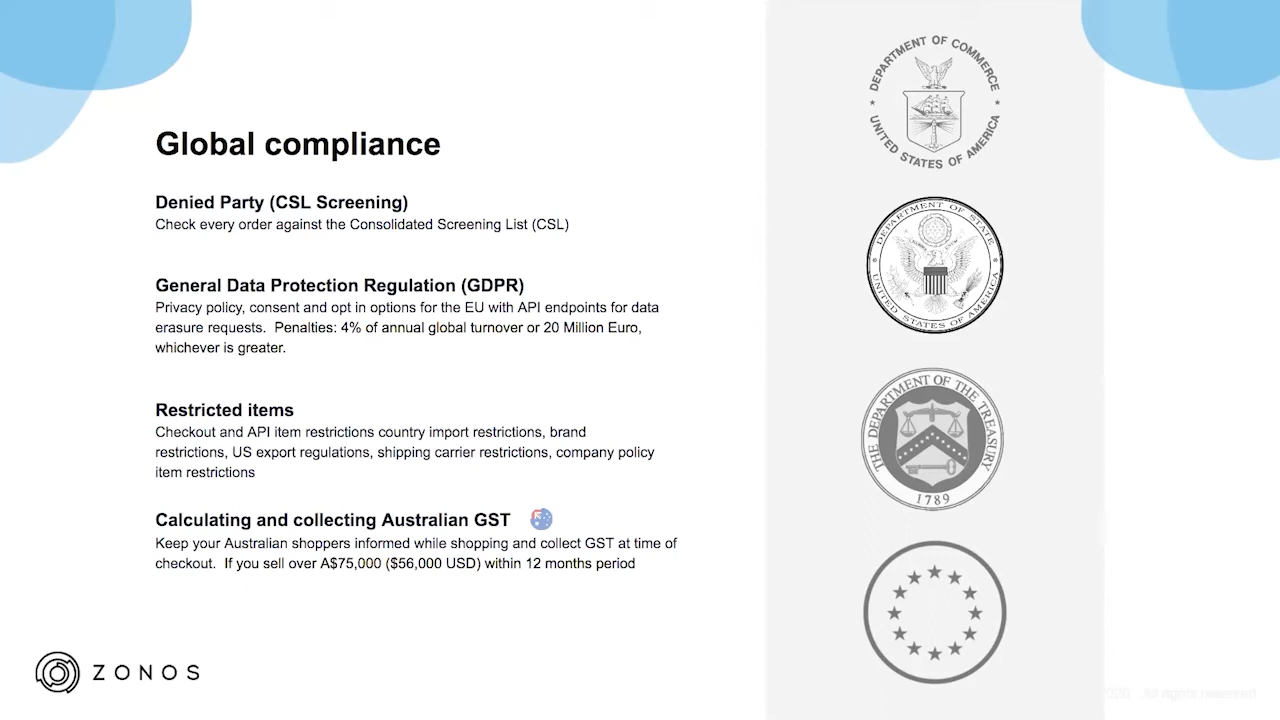 Global compliance
Denied Party (CSL Screening)
Check every order against the Consolidated Screening List (CSL)
General Data Protection Regulation (GDPR)
Privacy policy, consent and opt in options for the EU with API endpoints for data
erasure requests.  Penalties: 4% of annual global turnover or 20 Million Euro,
whichever is greater.
Restricted items
Checkout and API item restrictions country import restrictions, brand
restrictions, US export regulations, shipping carrier restrictions, company policy
item restrictions
Calculating and collecting Australian GST
Keep your Australian shoppers informed while shopping and collect GST at time of
checkout.  If you sell over A$75,000 ($56,000 USD) within 12 months period
ZONOS
DEPARTMENT OF COMMERCE
UNITED STATES OF AMERICA
DEPARTMENT OF STATE
UNITED STATES OF AMERICA
THE DEPARTMENT OF THE TREASURY
1789
2020 All rights reserved